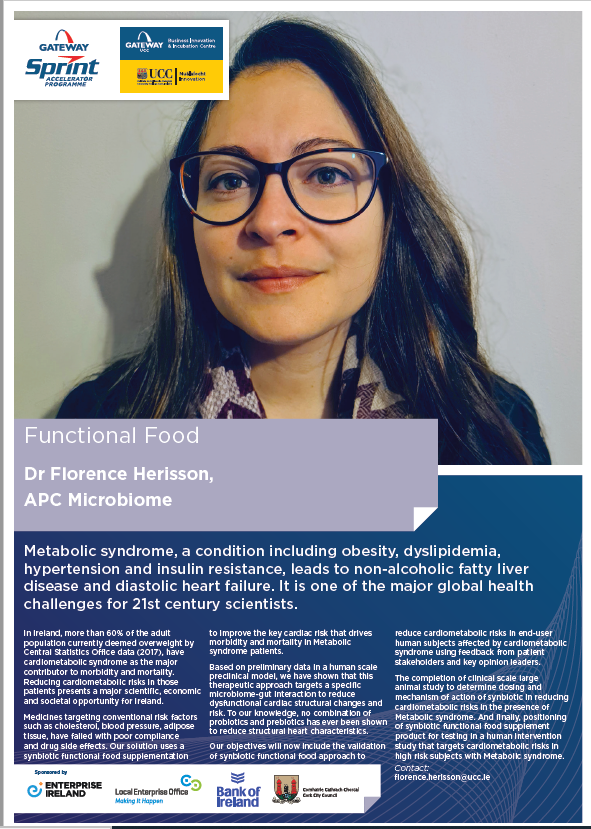 GATEWAY
Sprint
ACCELERATOR
PROGRAMME
GATEWAY
UCC
Business Innovation
& Incubation Centre
UCC
Innovation
Functional Food
Dr Florence Herisson,
APC Microbiome
Metabolic syndrome, a condition including obesity, dyslipidemia,
hypertension and insulin resistance, leads to non-alcoholic fatty liver
disease and diastolic heart failure. It is one of the major global health
challenges for 21st century scientists.
In Ireland, more than 60% of the adult
population currently deemed overweight by
Central Statistics Office data (2017), have
cardiometabolic syndrome as the major
contributor to morbidity and mortality.
Reducing cardiometabolic risks in those
patients presents a major scientific, economic
and societal opportunity for Ireland.
Medicines targeting conventional risk factors
such as cholesterol, blood pressure, adipose
tissue, have failed with poor compliance
and drug side effects. Our solution uses a
synbiotic functional food supplementation
to improve the key cardiac risk that drives
morbidity and mortality in Metabolic
syndrome patients.
Based on preliminary data in a human scale
preclinical model, we have shown that this
therapeutic approach targets a specific
microbiome-gut interaction to reduce
dysfunctional cardiac structural changes and
risk. To our knowledge, no combination of
probiotics and prebiotics has ever been shown
to reduce structural heart characteristics.
Our objectives will now include the validation
of synbiotic functional food approach to
reduce cardiometabolic risks in end-user
human subjects affected by cardiometabolic
syndrome using feedback from patient
stakeholders and key opinion leaders.
The completion of clinical scale large
animal study to determine dosing and
mechanism of action of synbiotic in reducing
cardiometabolic risks in the presence of
Metabolic syndrome. And finally, positioning
of synbiotic functional food supplement
product for testing in a human intervention
study that targets cardiometabolic risks in
high risk subjects with Metabolic syndrome.
Contact:
florence.herisson@ucc.ie
Sponsored by
ENTERPRISE
IRELAND
Local Enterprise Office
Making It Happen
Bank of
Ireland
Comhairle Cathrach Chorcaí
Cork City Council